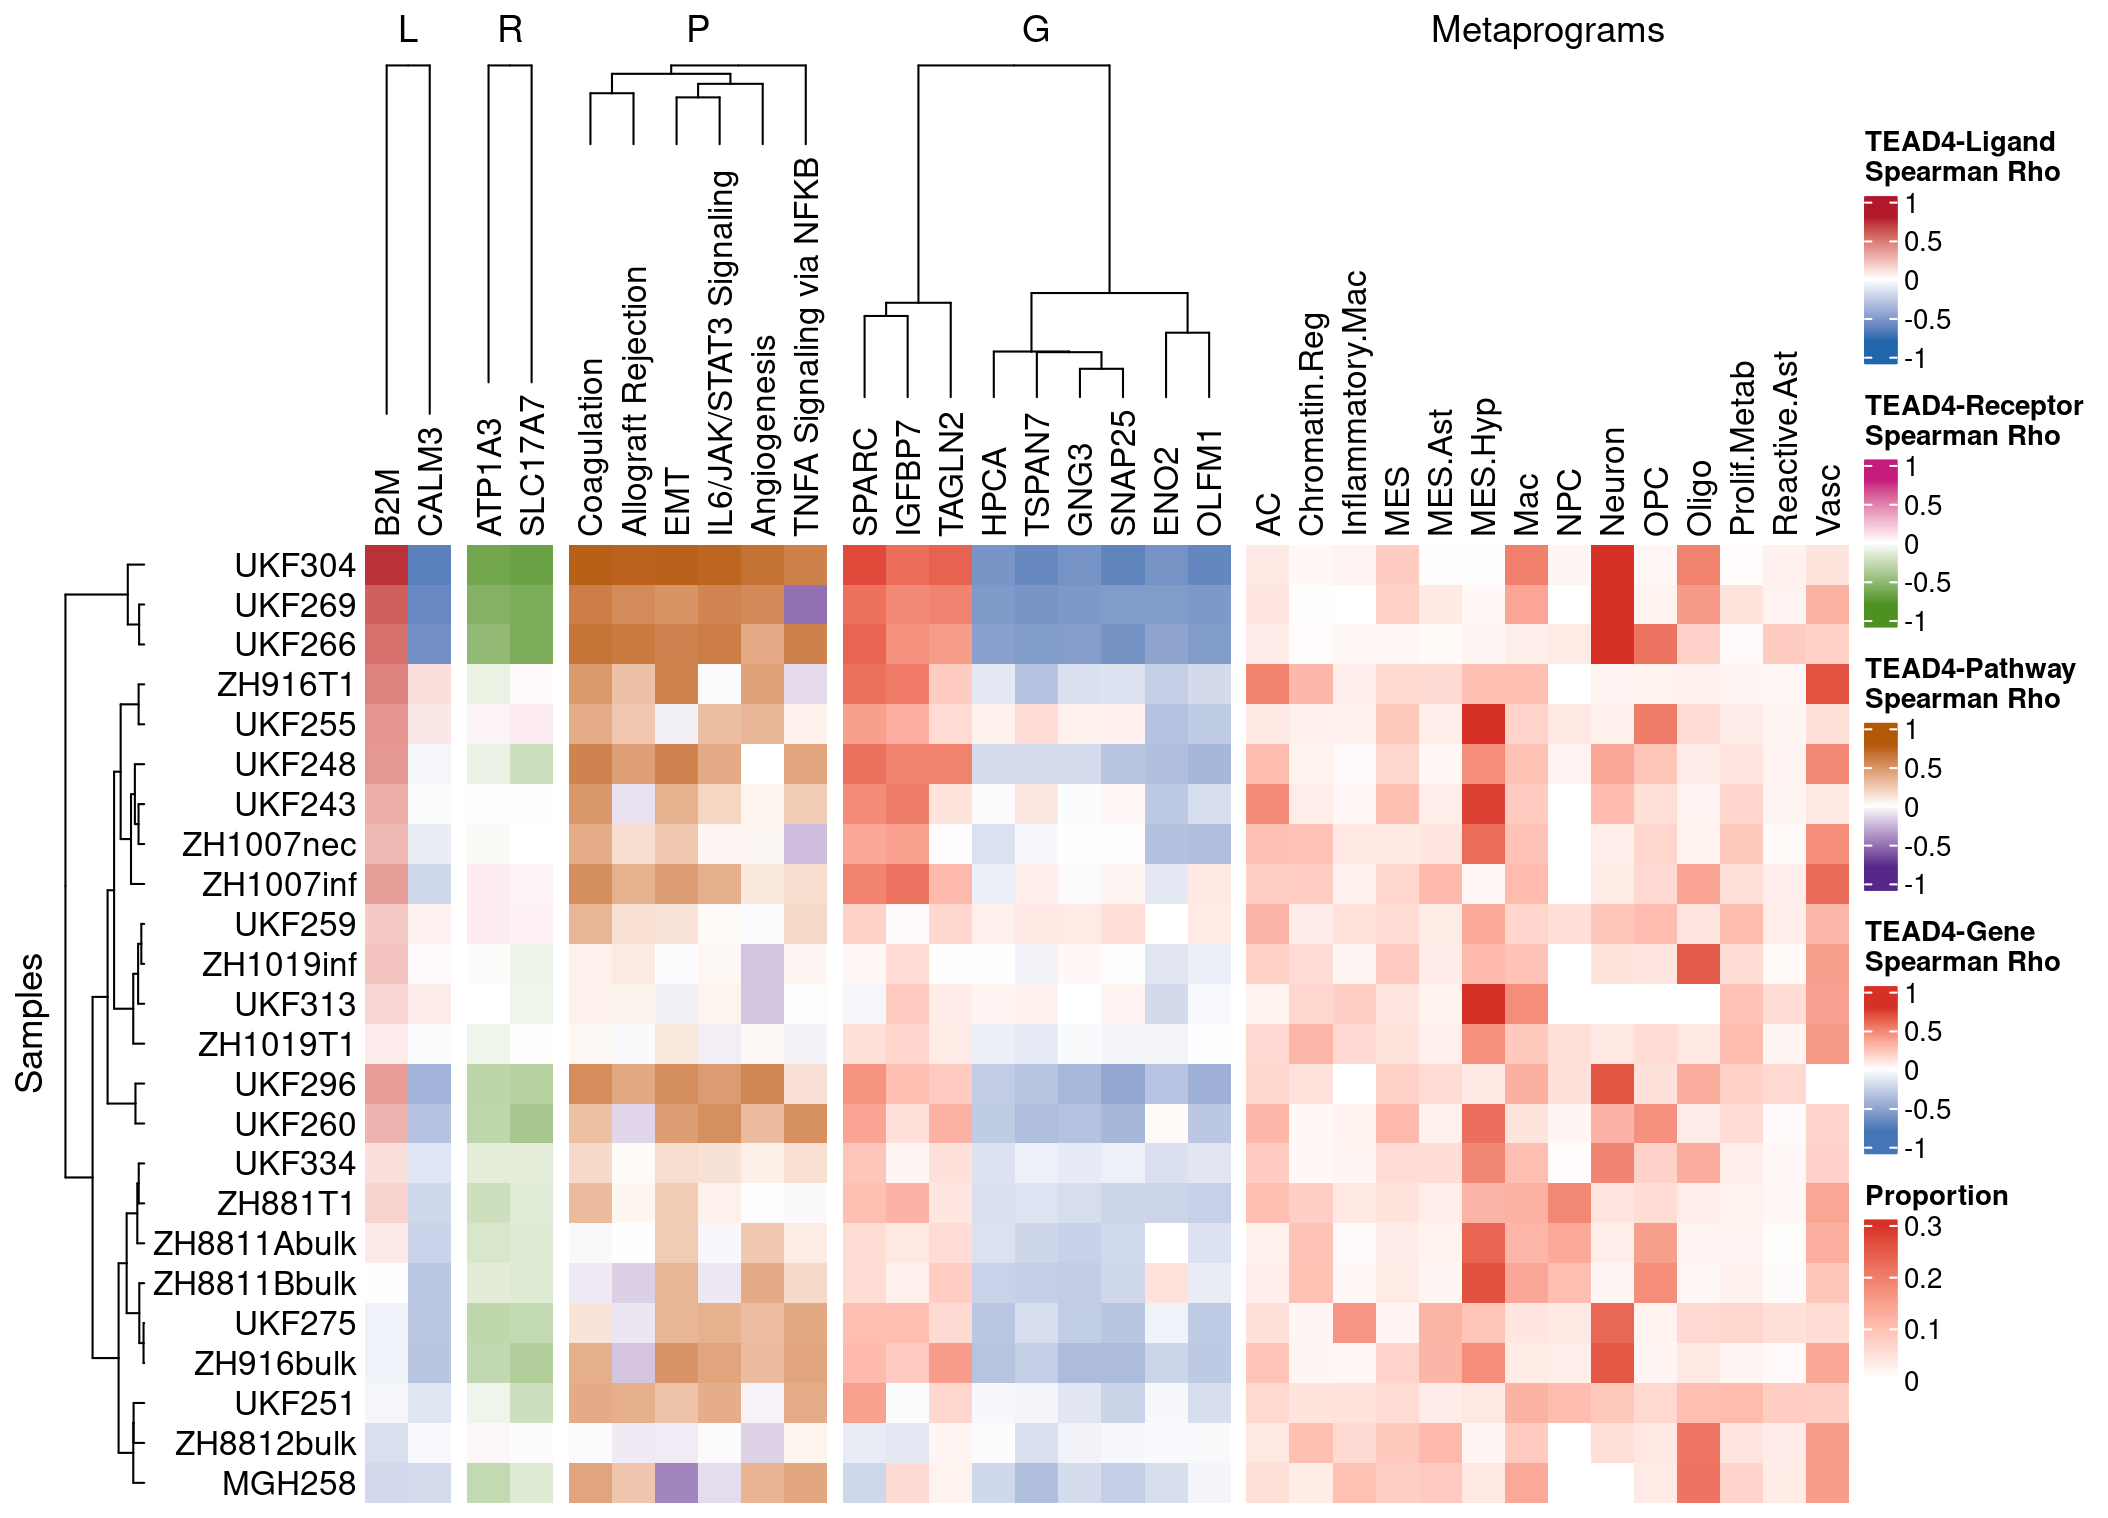 L R P G Metaprograms
B2M
CALM3
ATP1A3
SLC17A7
Coagulation
Allograft Rejection
EMT
IL6/JAK/STAT3 Signaling
Angiogenesis
TNFA Signaling via NFKB
SPARC
IGFBP7
TAGLN2
HPCA
TSPAN7
GNG3
SNAP25
ENO2
OLFM1
AC
Chromatin.Reg
Inflammatory.Mac
MES
MES.Ast
MES.Hyp
Mac
NPC
Neuron
OPC
Oligo
Prolif.Metab
Reactive.Ast
Vasc
Samples
UKF304
UKF269
UKF266
ZH916T1
UKF255
UKF248
UKF243
ZH1007nec
ZH1007inf
UKF259
ZH1019inf
UKF313
ZH1019T1
UKF296
UKF260
UKF334
ZH881T1
ZH8811Abulk
ZH8811Bbulk
UKF275
ZH916bulk
UKF251
ZH8812bulk
MGH258
TEAD4-Ligand
Spearman Rho
1
0.5
0
-0.5
-1
TEAD4-Receptor
Spearman Rho
1
0.5
0
-0.5
-1
TEAD4-Pathway
Spearman Rho
1
0.5
0
-0.5
-1
TEAD4-Gene
Spearman Rho
1
0.5
0
-0.5
-1
Proportion
0.3
0.2
0.1
0